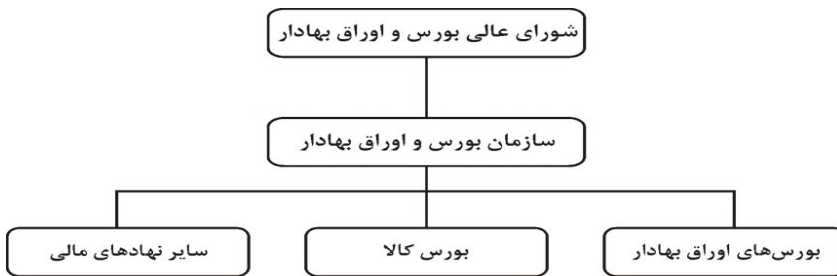 شورای عالی بورس و اوراق بهادار
سازمان بورس و اوراق بهادار
بورس‌های اوراق بهادار
بورس کالا
سایر نهادهای مالی